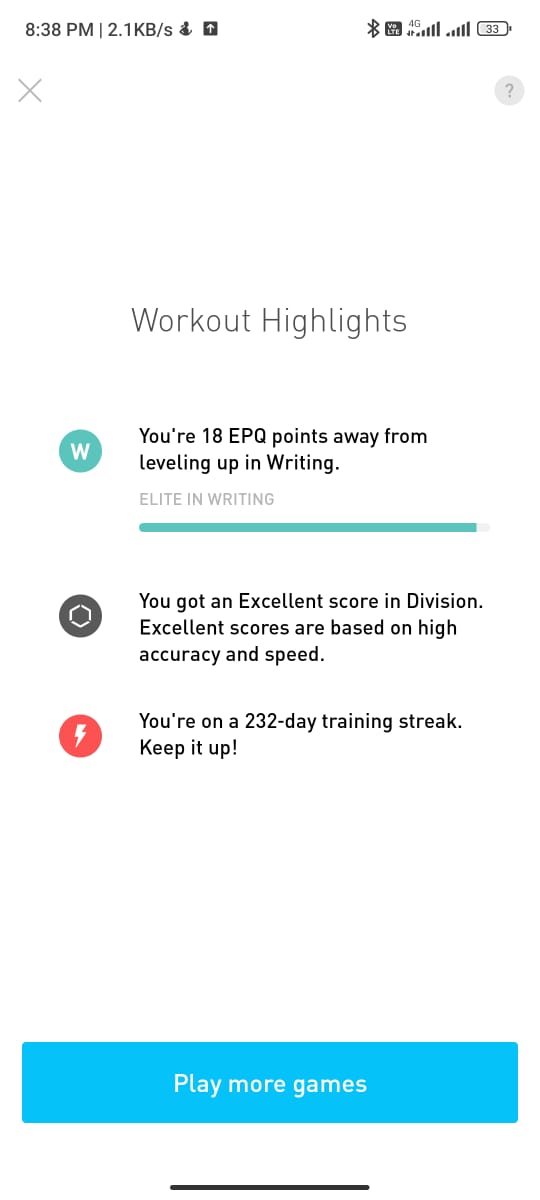 8:38 PM | 2.1KB/s
Vo LTE 4G 33
?
Workout Highlights
W
You're 18 EPQ points away from
leveling up in Writing.
ELITE IN WRITING
You got an Excellent score in Division.
Excellent scores are based on high
accuracy and speed.
You're on a 232-day training streak.
Keep it up!
Play more games